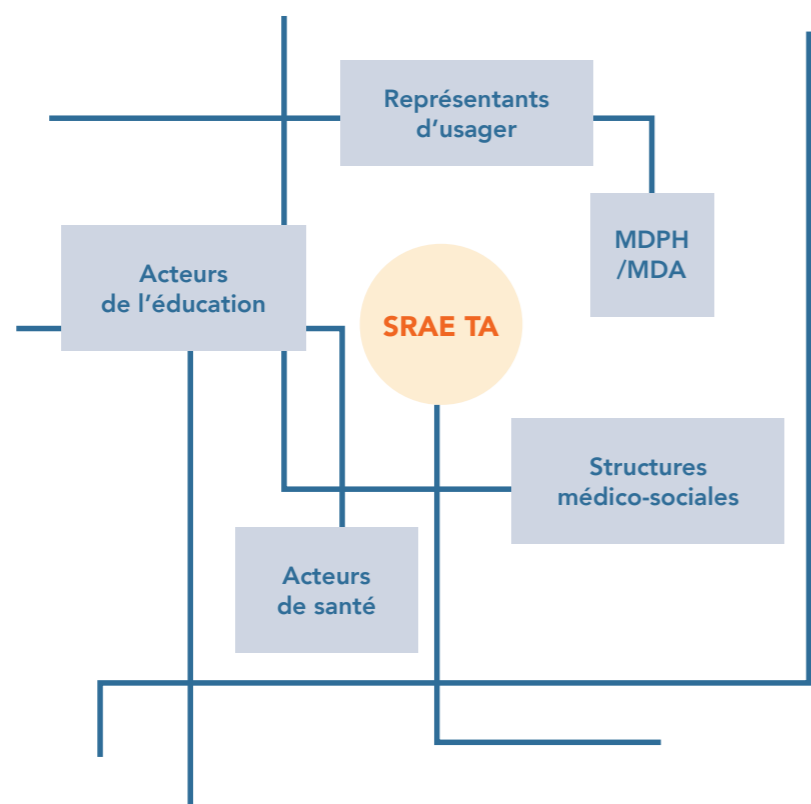 Représentants
d’usager
MDPH
/MDA
Acteurs
de l’éducation
SRAE TA
Structures
médico-sociales
Acteurs
de santé